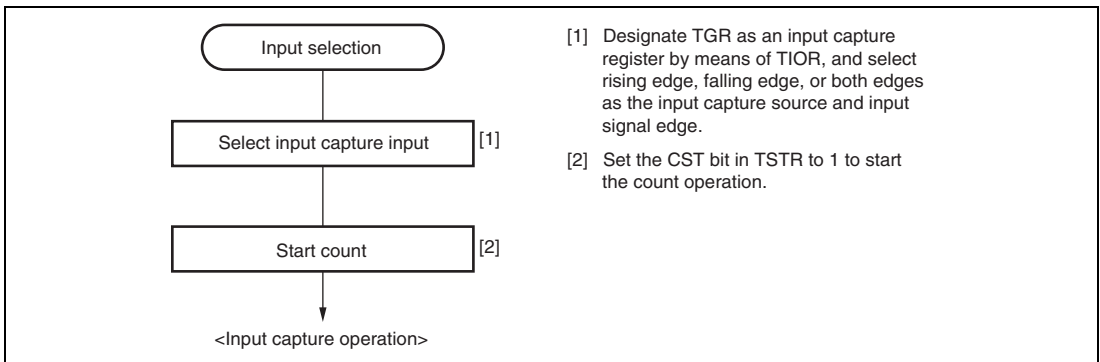 Input selection
Select input capture input
[1]
Start count
[2]
<Input capture operation>
[1] Designate TGR as an input capture
register by means of TIOR, and select
rising edge, falling edge, or both edges
as the input capture source and input
signal edge.
[2] Set the CST bit in TSTR to 1 to start
the count operation.